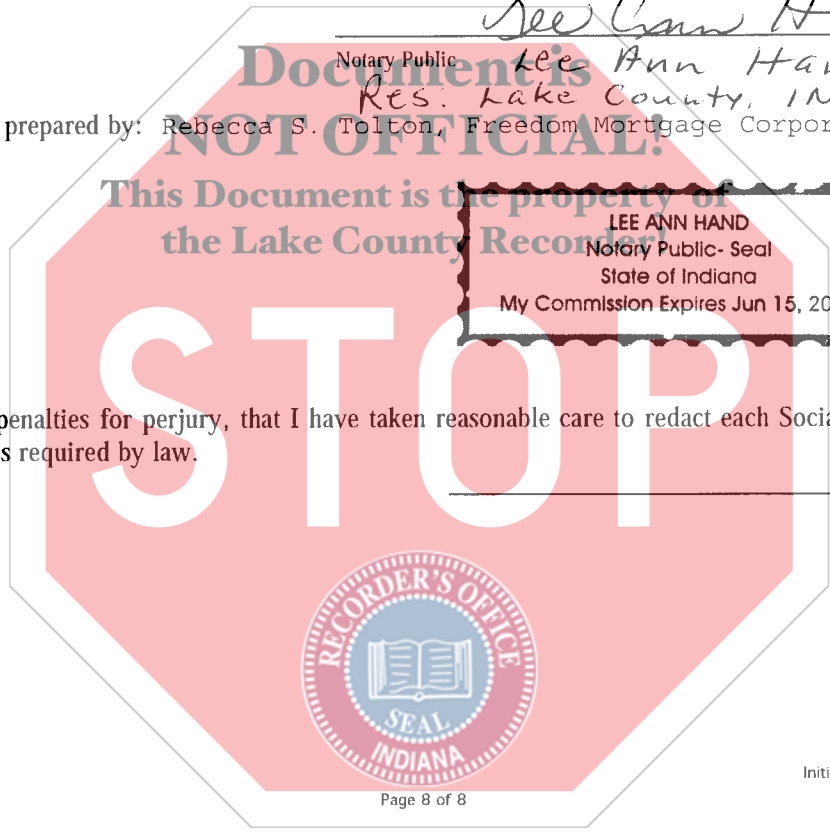 Lee Ann H
Document is
Notary Public Lee Ann Han
Res: Lake County, IN
prepared by: Rebecca S. Tolton, Freedom Mortgage Corpor
NOT OFFICIAL!
This Document is the property of
the Lake County Recorder!
LEE ANN HAND
Notary Public- Seal
State of Indiana
My Commission Expires Jun 15, 20
STOP
penalties for perjury, that I have taken reasonable care to redact each Socia
s required by law.
RECORDER'S OFFICE
SEAL
INDIANA
Initi
Page 8 of 8